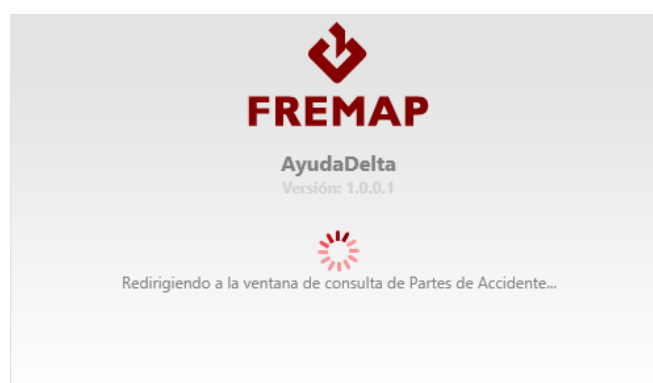 FREMAP
AyudaDelta
Versión: 1.0.0.1
Redirigiendo a la ventana de consulta de Partes de Accidente...